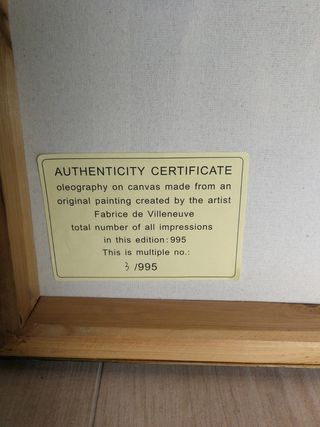 AUTHENTICITY CERTIFICATE
oleography on canvas made from an
original painting created by the artist
Fabrice de Villeneuve
total number of all impressions
in this edition: 995
This is multiple no.:
3 /995